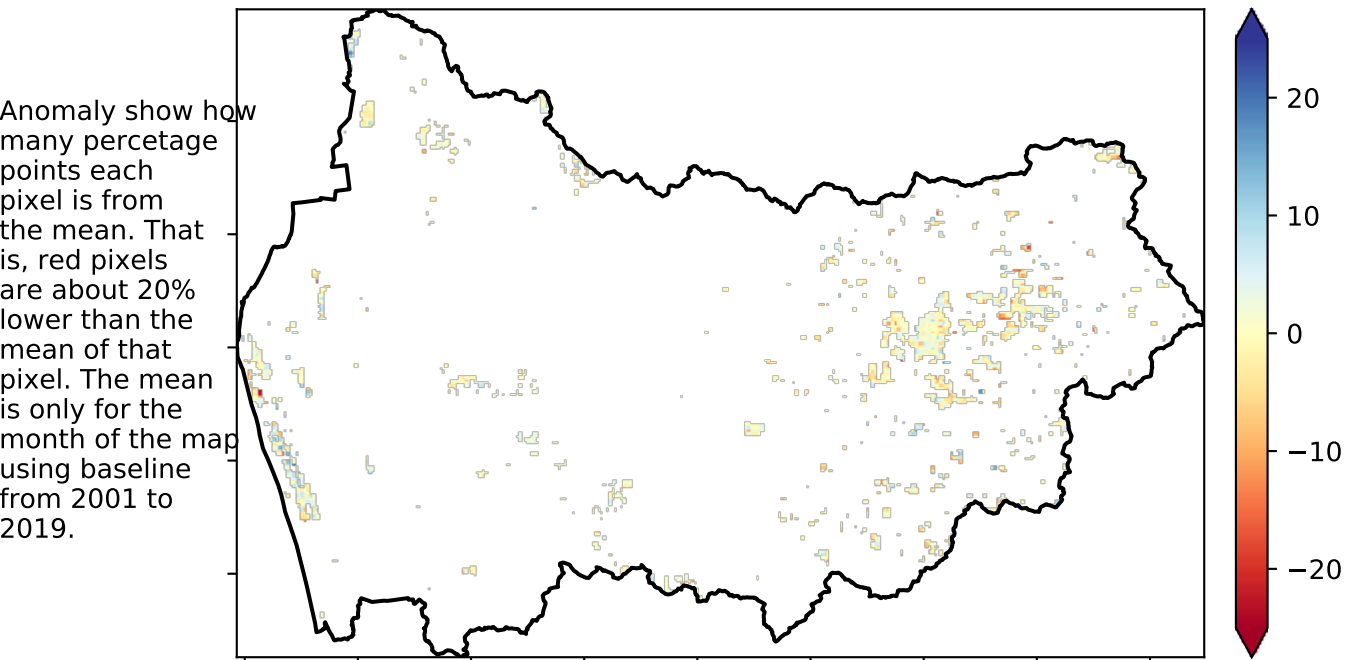 Anomaly show how
many percetage
points each
pixel is from
the mean. That
is, red pixels
are about 20%
lower than the
mean of that
pixel. The mean
is only for the
month of the map
using baseline
from 2001 to
2019.
20
10
0
−10
−20